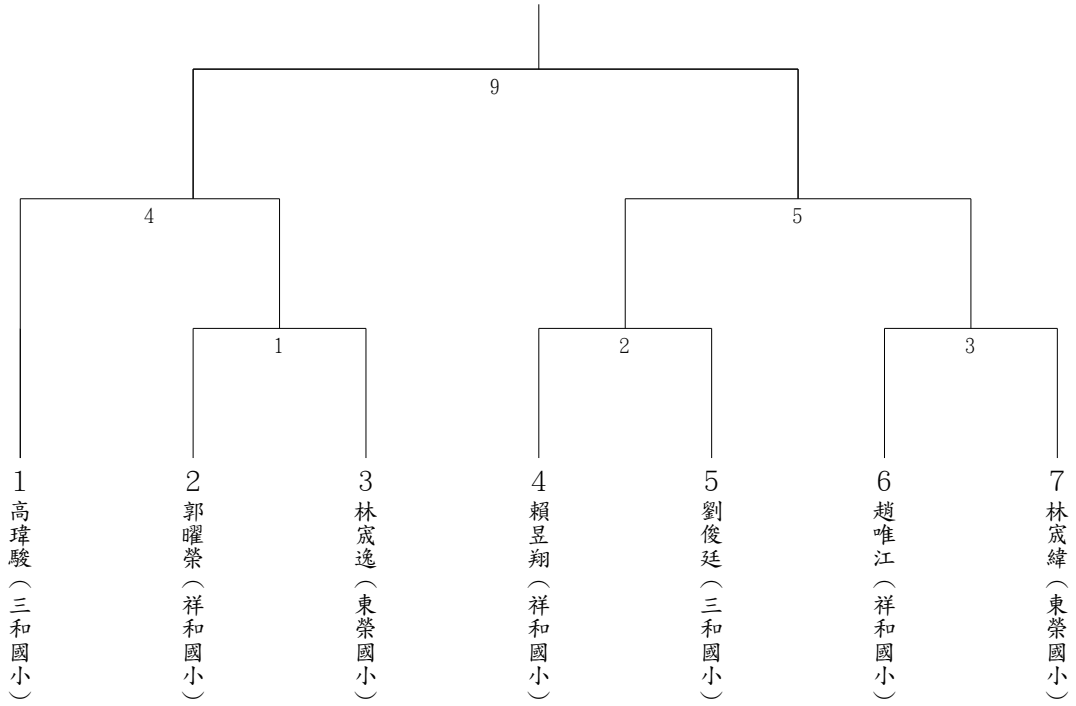 9
4
5
1
2
3
1 高瑋駿（三和國小）
2 郭曜榮（祥和國小）
3 林宬逸（東榮國小）
4 賴昱翔（祥和國小）
5 劉俊廷（三和國小）
6 趙唯江（祥和國小）
7 林宬緯（東榮國小）